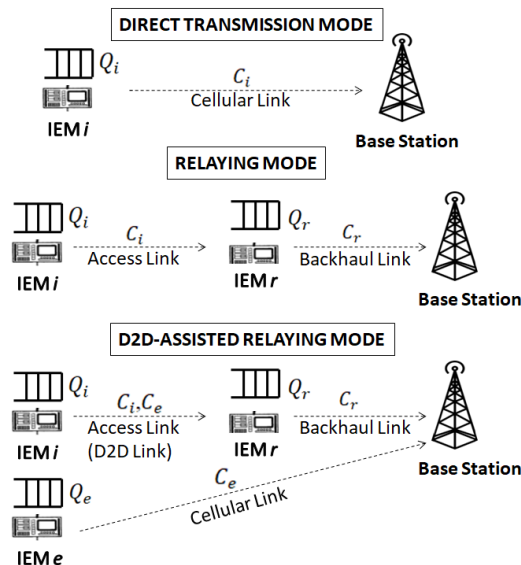 DIRECT TRANSMISSION MODE
Q_i
C_i
Cellular Link
IEM i
Base Station
RELAYING MODE
Q_i
Q_r
C_i
C_r
Access Link
Backhaul Link
IEM i
IEM r
Base Station
D2D-ASSISTED RELAYING MODE
Q_i
Q_r
C_i,C_e
C_r
Access Link
Backhaul Link
(D2D Link)
IEM i
IEM r
Base Station
Q_e
C_e
Cellular Link
IEM e